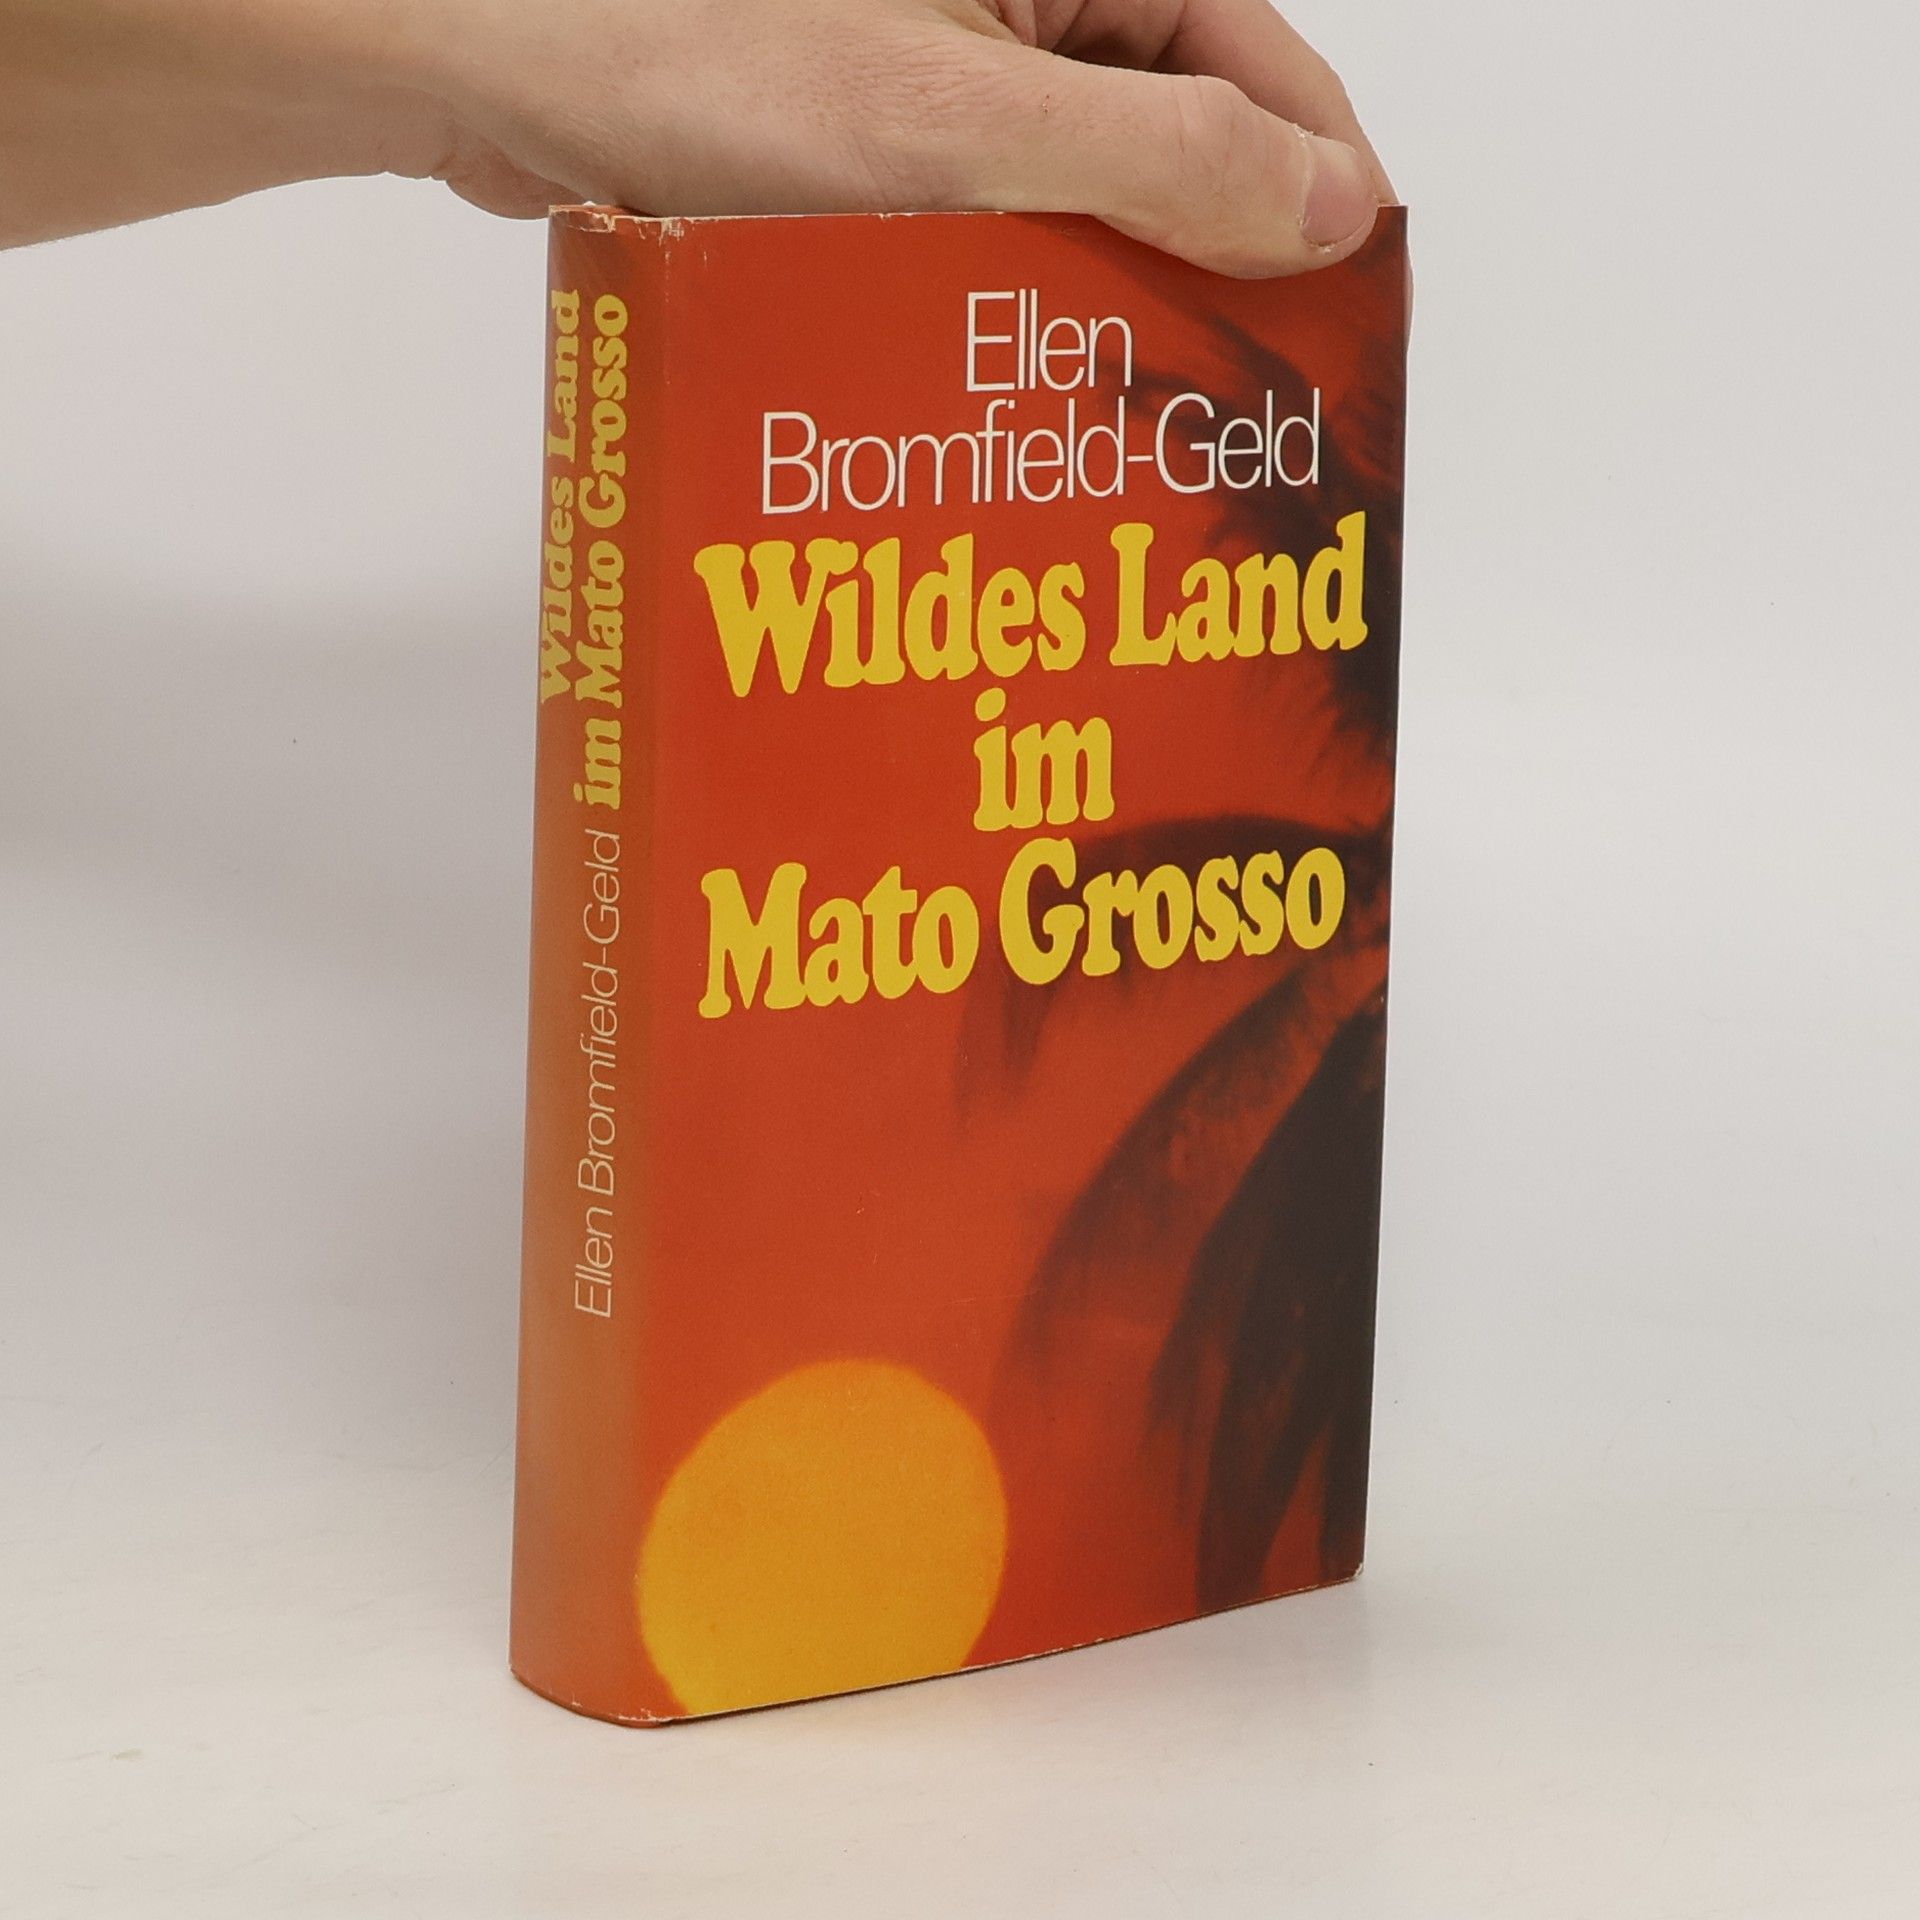 Wildes Land
im Mato Grosso
Ellen Bromfield-Geld
Ellen
Bromfield-Geld
Wildes Land
im
Mato Grosso